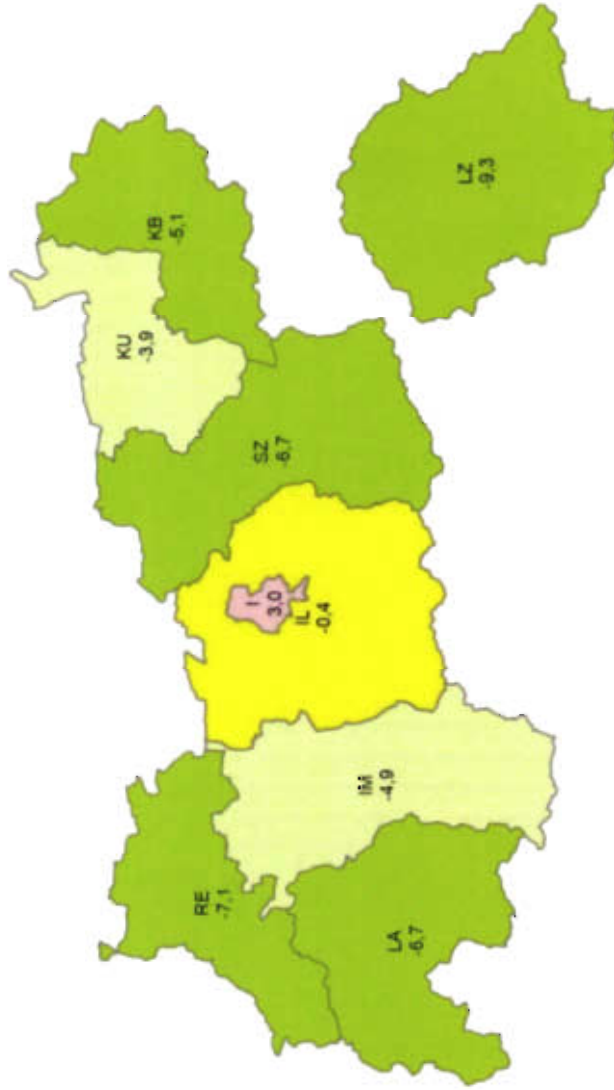 RE
-7,1
LA
-6,7
IM
-4,9
I
3,0
IL
-0,4
SZ
-6,7
KU
-3,9
KB
-5,1
LZ
-9,3